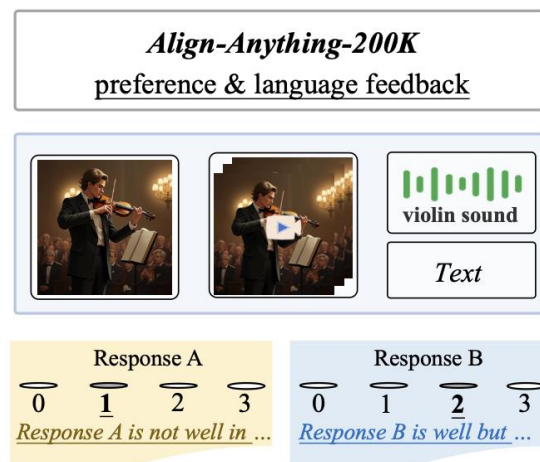 Align-Anything-200K
preference & language feedback
violin sound
Text
Response A
0 1 2 3
Response A is not well in ...
Response B
0 1 2 3
Response B is well but ...